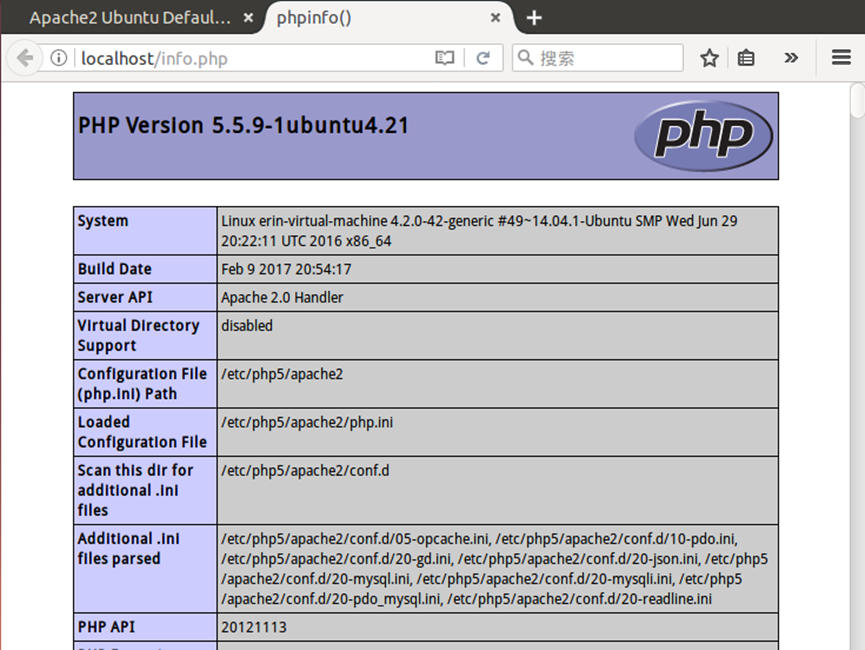 Apache2 Ubuntu Defaul... × phpinfo() × +
localhost/info.php 搜索 »
PHP Version 5.5.9-1ubuntu4.21 php
System Linux erin-virtual-machine 4.2.0-42-generic #49~14.04.1-Ubuntu SMP Wed Jun 29
20:22:11 UTC 2016 x86_64
Build Date Feb 9 2017 20:54:17
Server API Apache 2.0 Handler
Virtual Directory disabled
Support
Configuration File /etc/php5/apache2
(php.ini) Path
Loaded /etc/php5/apache2/php.ini
Configuration File
Scan this dir for /etc/php5/apache2/conf.d
additional .ini
files
Additional .ini /etc/php5/apache2/conf.d/05-opcache.ini, /etc/php5/apache2/conf.d/10-pdo.ini,
files parsed /etc/php5/apache2/conf.d/20-gd.ini, /etc/php5/apache2/conf.d/20-json.ini, /etc/php5
/apache2/conf.d/20-mysql.ini, /etc/php5/apache2/conf.d/20-mysqli.ini, /etc/php5
/apache2/conf.d/20-pdo_mysql.ini, /etc/php5/apache2/conf.d/20-readline.ini
PHP API 20121113